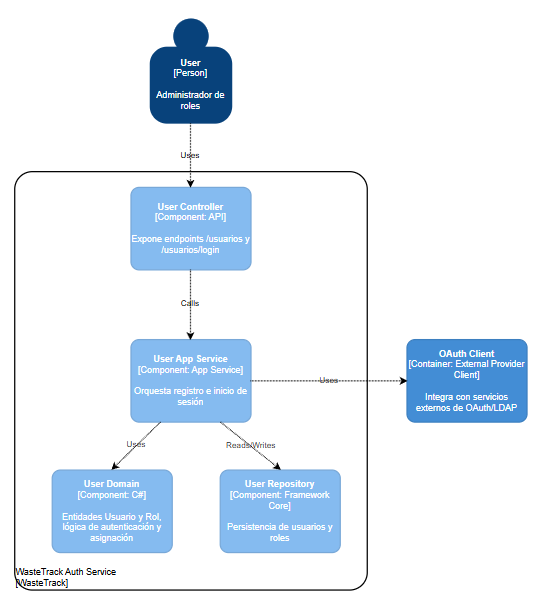 User
[Person]
Administrador de
roles
Uses
User Controller
[Component: API]
Expone endpoints /usuarios y
/usuarios/login
Calls
User App Service
[Component: App Service]
Orquesta registro e inicio de
sesión
Uses
OAuth Client
[Container: External Provider
Client]
Integra con servicios
externos de OAuth/LDAP
Uses
Reads/Writes
User Domain
[Component: C#]
Entidades Usuario y Rol,
lógica de autenticación y
asignación
User Repository
[Component: Framework
Core]
Persistencia de usuarios y
roles
WasteTrack Auth Service
[WasteTrack]